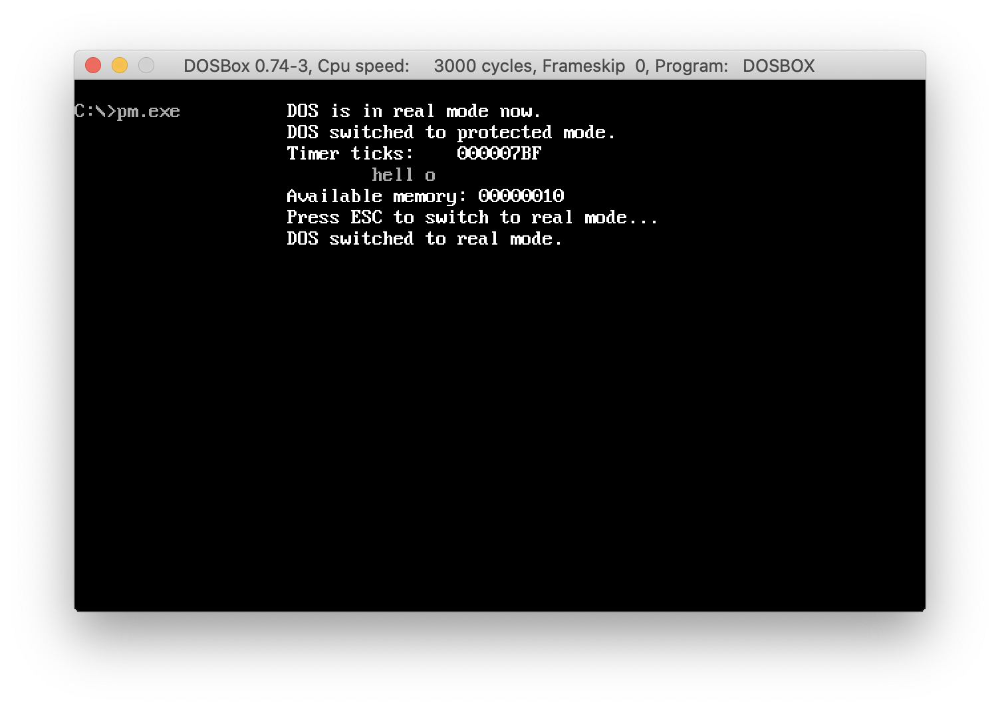 DOSBox 0.74-3, Cpu speed: 3000 cycles, Frameskip 0, Program: DOSBOX
C:\>pm.exe DOS is in real mode now.
DOS switched to protected mode.
Timer ticks: 000007BF
hell o
Available memory: 00000010
Press ESC to switch to real mode...
DOS switched to real mode.